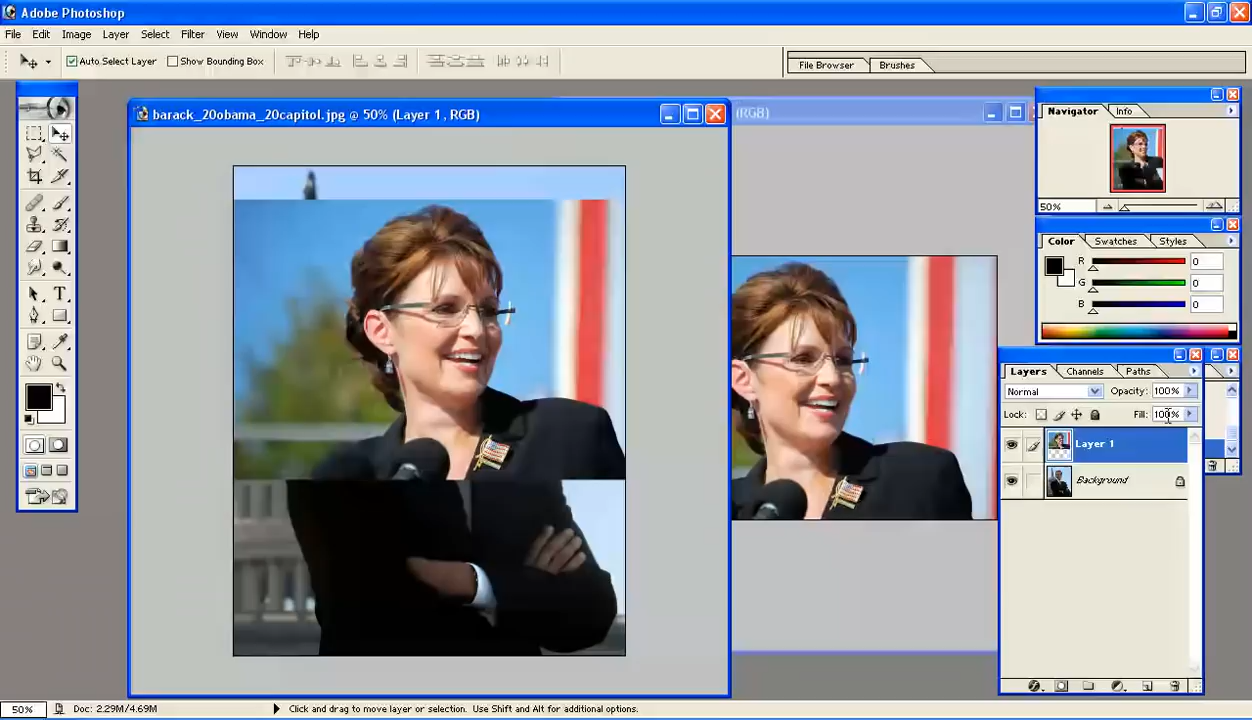 Adobe Photoshop
File Edit Image Layer Select Filter View Window Help
Auto Select Layer Show Bounding Box
File Browser Brushes
barack_20obama_20capitol.jpg @ 50% (Layer 1, RGB)
(RGB)
Navigator Info
50%
Color Swatches Styles
R 0
G 0
B 0
Layers Channels Paths
Normal Opacity: 100%
Lock: Fill: 100%
Layer 1
Background
50% Doc: 2.29M/4.69M Click and drag to move layer or selection. Use Shift and Alt for additional options.